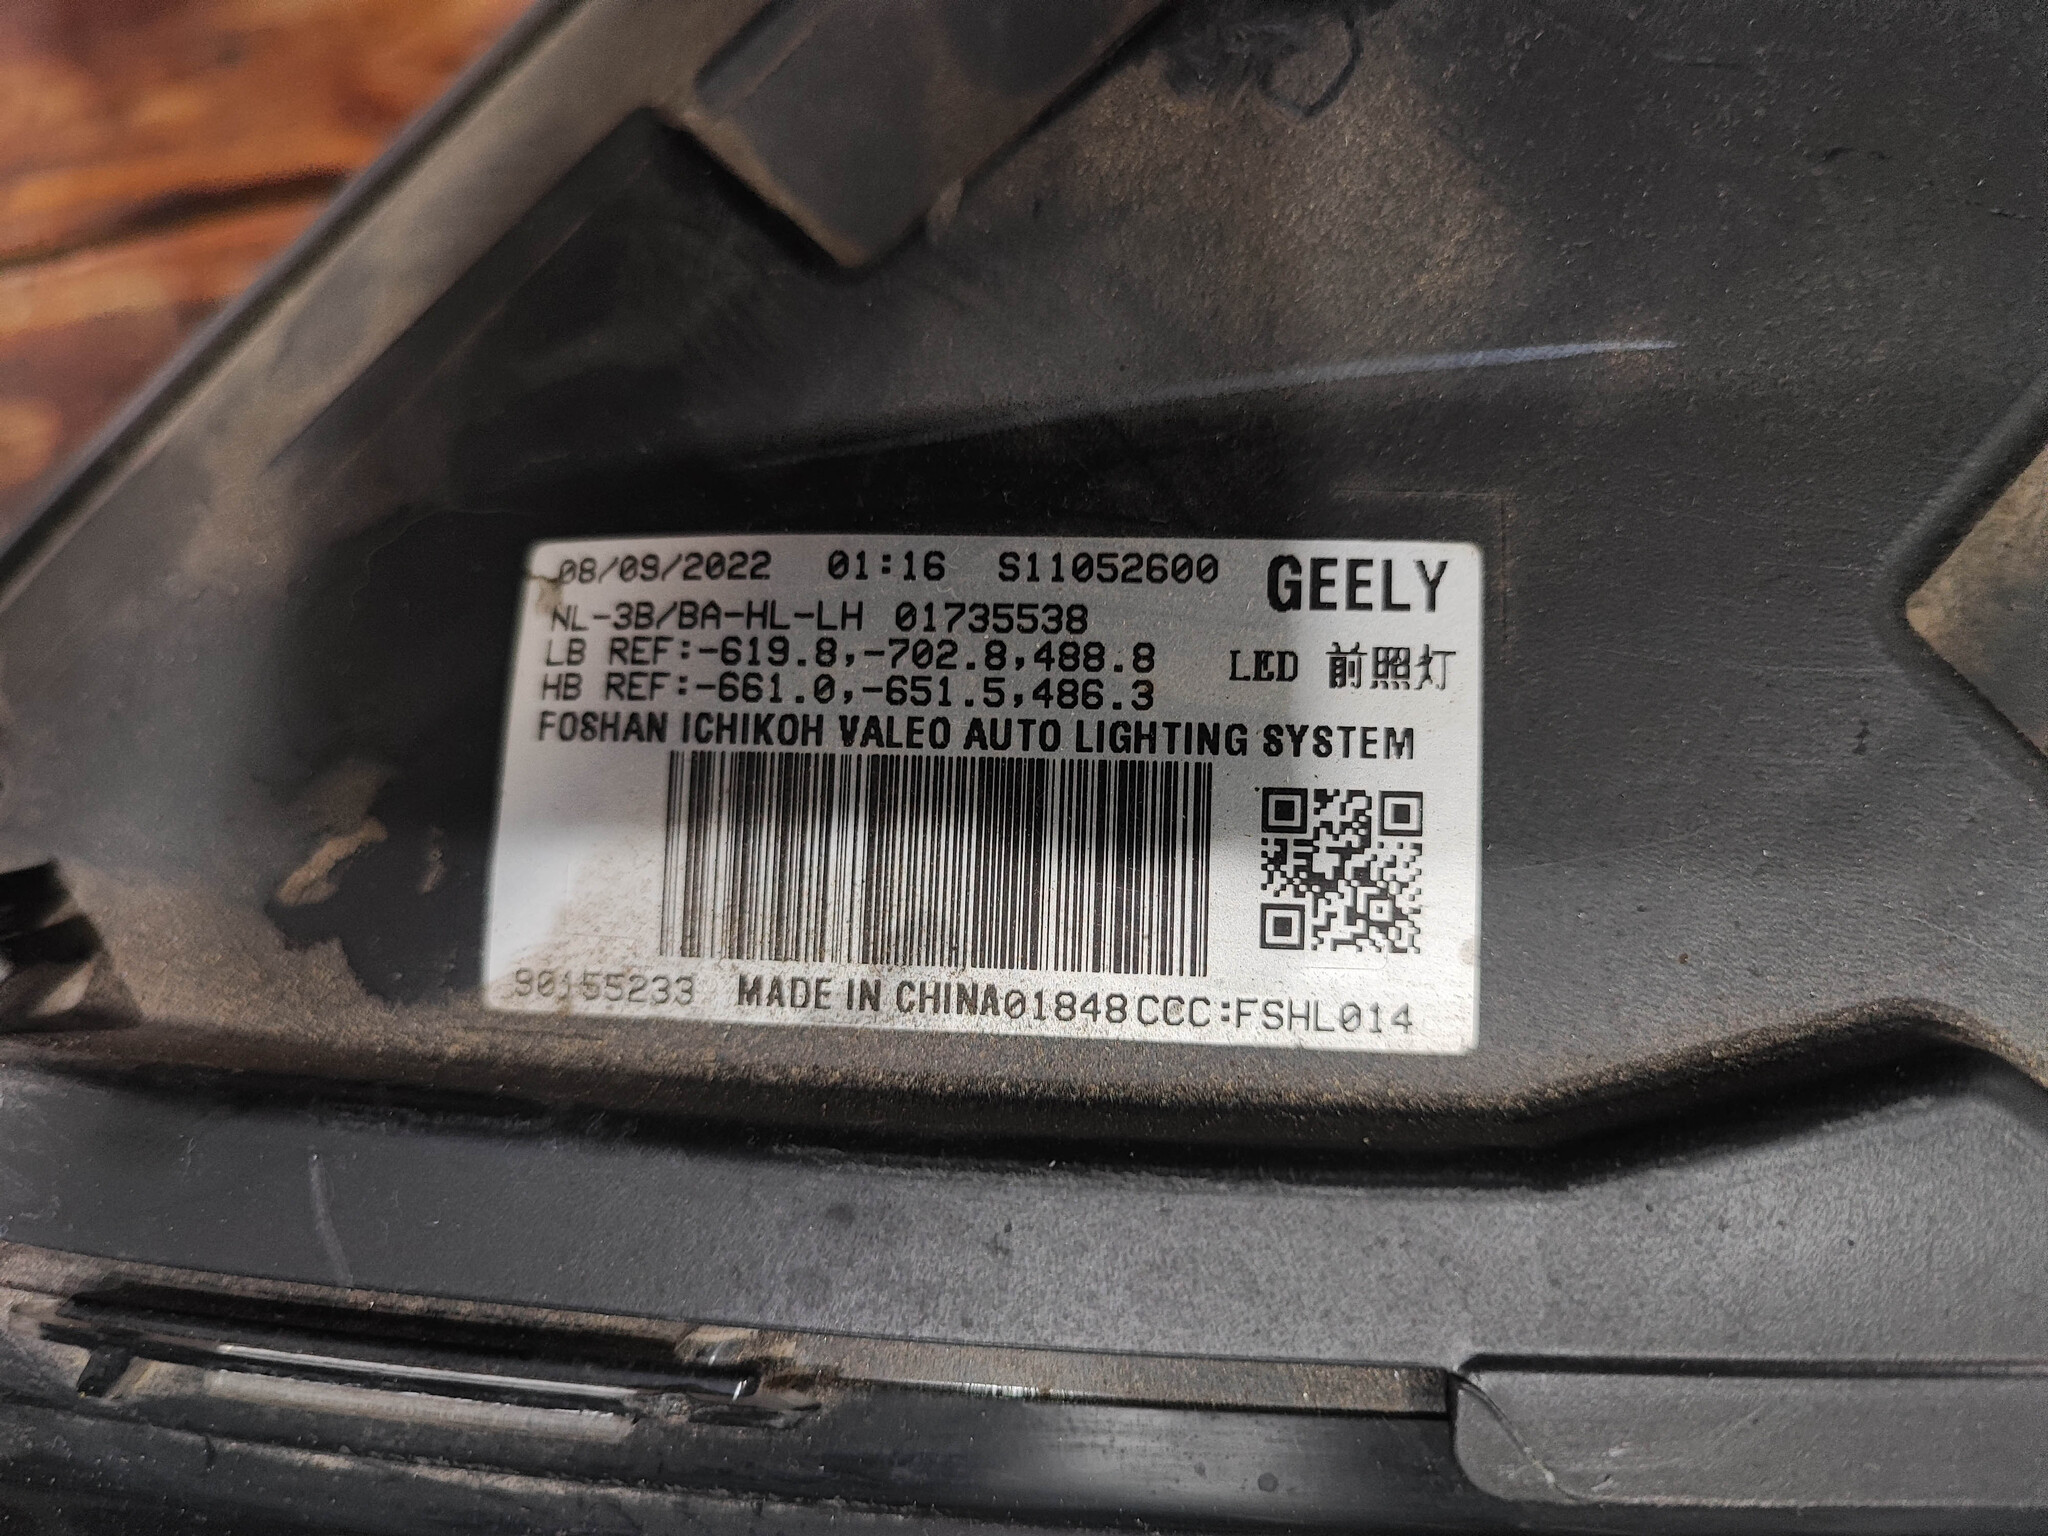 08/09/2022 01:16 S11052600 GEELY
NL-3B/BA-HL-LH 01735538
LB REF:-619.8,-702.8,488.8 LED 前照灯
HB REF:-661.0,-651.5,486.3
FOSHAN ICHIKOH VALEO AUTO LIGHTING SYSTEM
90155233 MADE IN CHINA01848CCC:FSHL014